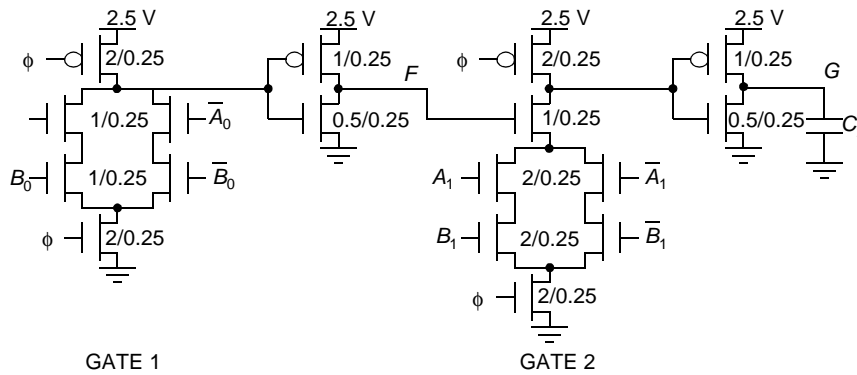 2.5 V
2.5 V
2.5 V
2.5 V
ϕ
2/0.25
1/0.25
F
ϕ
2/0.25
1/0.25
G
1/0.25
A̅₀
0.5/0.25
1/0.25
0.5/0.25
C
B₀
1/0.25
B̅₀
A₁
2/0.25
A̅₁
ϕ
2/0.25
B₁
2/0.25
B̅₁
ϕ
2/0.25
GATE 1
GATE 2